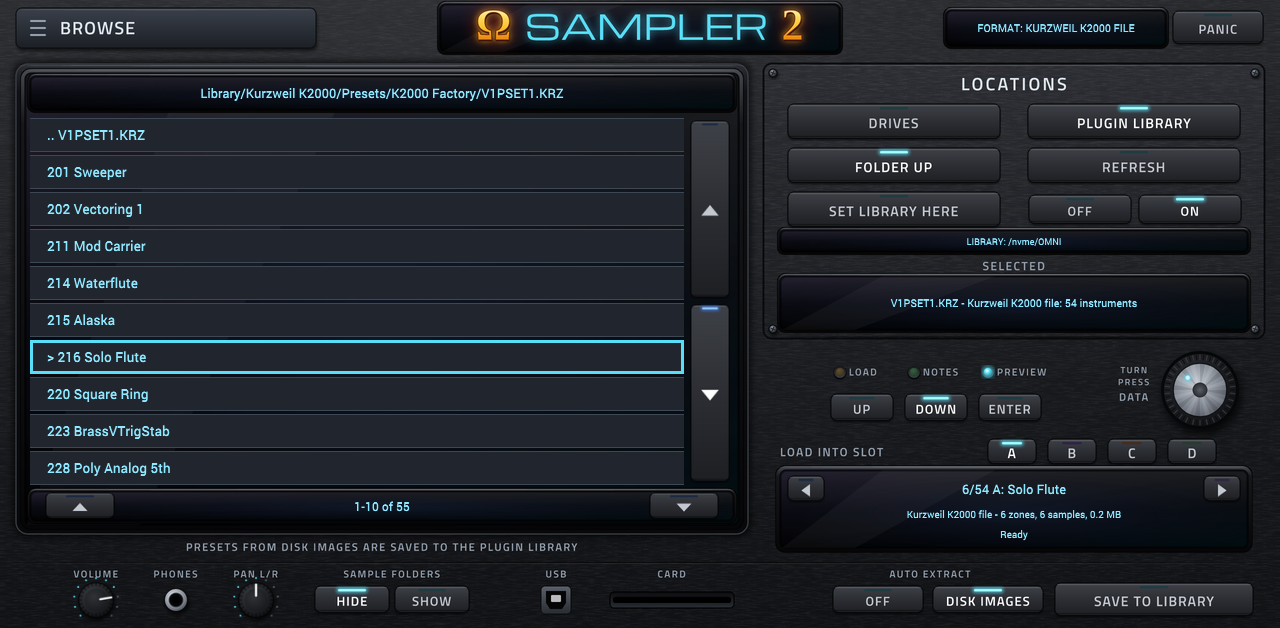 BROWSE
Ω SAMPLER 2
FORMAT: KURZWEIL K2000 FILE
PANIC
Library/Kurzweil K2000/Presets/K2000 Factory/V1PSET1.KRZ
.. V1PSET1.KRZ
201 Sweeper
202 Vectoring 1
211 Mod Carrier
214 Waterflute
215 Alaska
> 216 Solo Flute
220 Square Ring
223 BrassVTrigStab
228 Poly Analog 5th
1-10 of 55
PRESETS FROM DISK IMAGES ARE SAVED TO THE PLUGIN LIBRARY
LOCATIONS
DRIVES
PLUGIN LIBRARY
FOLDER UP
REFRESH
SET LIBRARY HERE
OFF
ON
LIBRARY: /nvme/OMNI
SELECTED
V1PSET1.KRZ - Kurzweil K2000 file: 54 instruments
LOAD
NOTES
PREVIEW
TURN
PRESS
DATA
UP
DOWN
ENTER
LOAD INTO SLOT
A
B
C
D
6/54 A: Solo Flute
Kurzweil K2000 file - 6 zones, 6 samples, 0.2 MB
Ready
VOLUME
PHONES
PAN L/R
SAMPLE FOLDERS
HIDE
SHOW
USB
CARD
AUTO EXTRACT
OFF
DISK IMAGES
SAVE TO LIBRARY